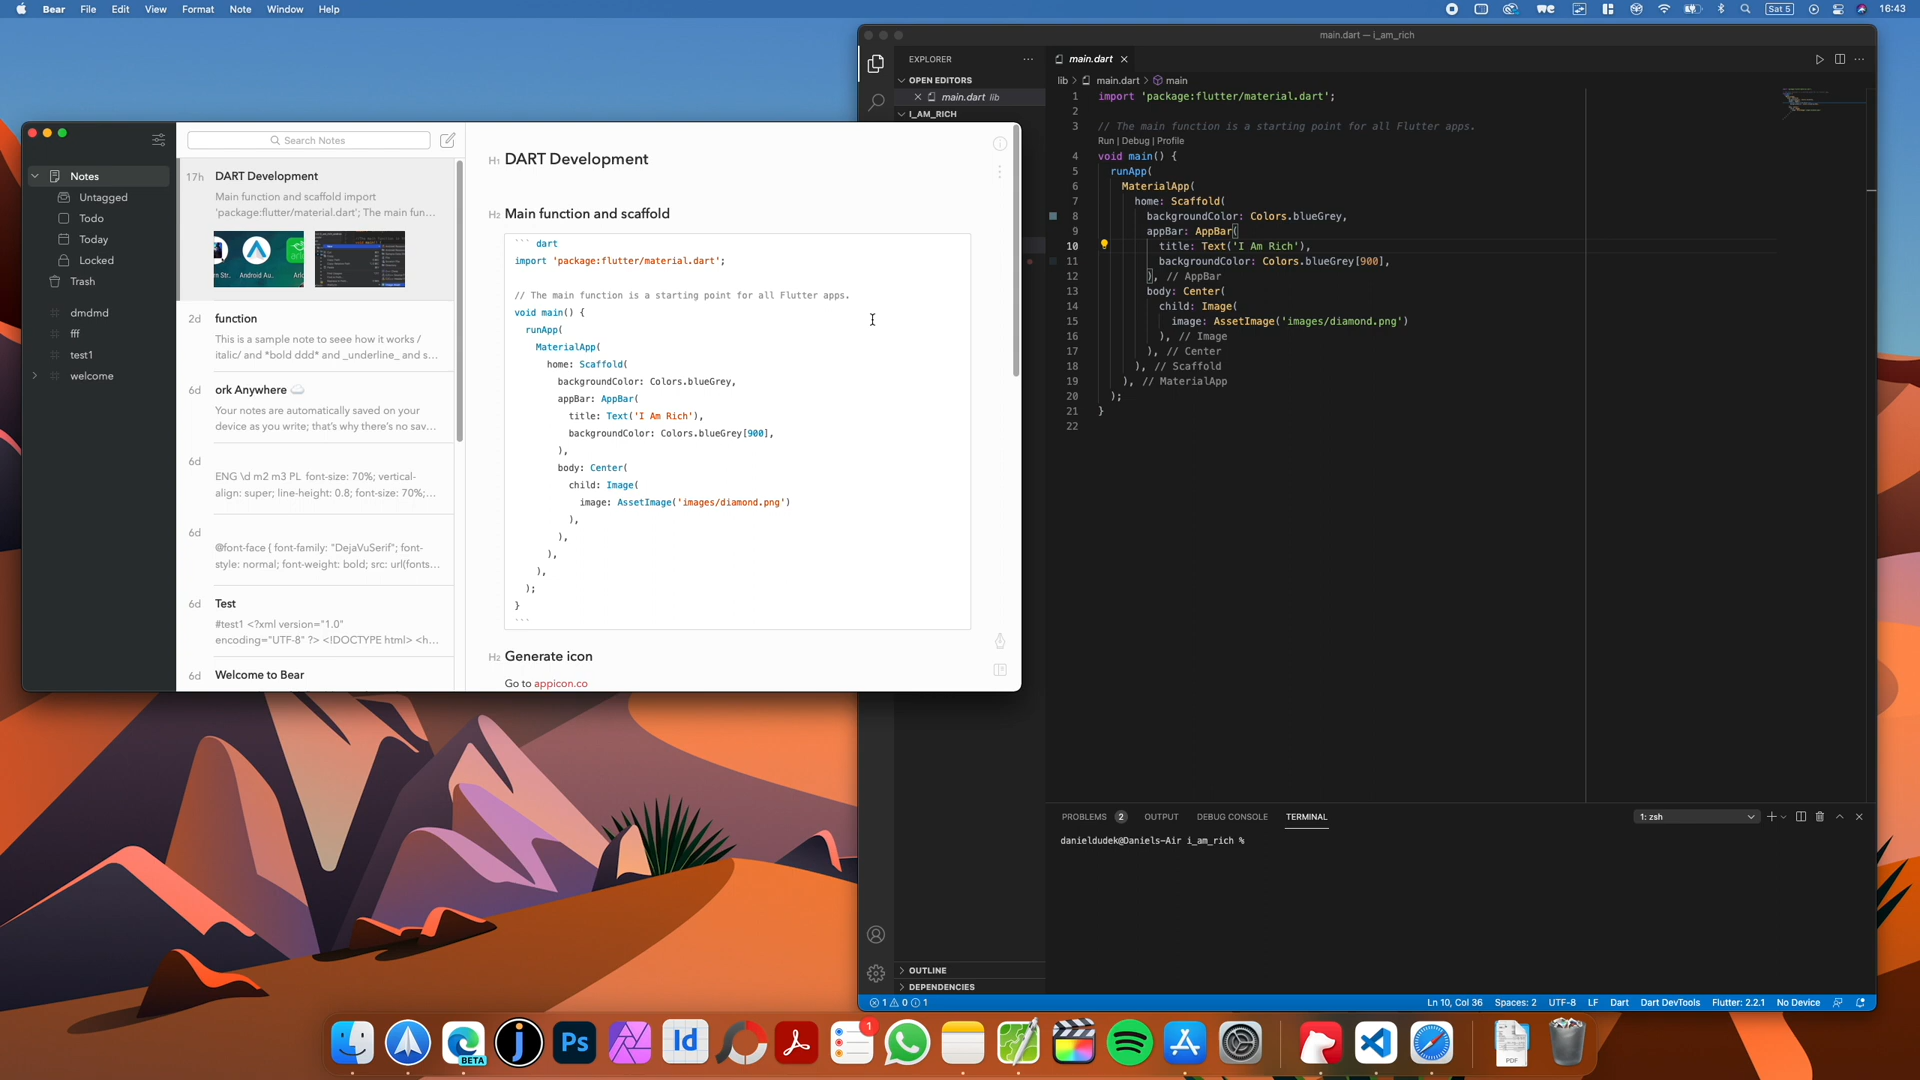 Bear File Edit View Format Note Window Help
Sat 5 16:43
Search Notes
Notes
Untagged
Todo
Today
Locked
Trash
dmdmd
fff
test1
welcome
17h DART Development
Main function and scaffold import
'package:flutter/material.dart'; The main fun...
Android Au..
2d function
This is a sample note to seee how it works /
italic/ and *bold ddd* and _underline_ and s...
6d ork Anywhere ☁️
Your notes are automatically saved on your
device as you write; that's why there's no sav...
6d
ENG \d m2 m3 PL font-size: 70%; vertical-
align: super; line-height: 0.8; font-size: 70%;...
6d
@font-face { font-family: "DejaVuSerif"; font-
style: normal; font-weight: bold; src: url(fonts...
6d Test
#test1 <?xml version="1.0"
encoding="UTF-8" ?> <!DOCTYPE html> <h...
6d Welcome to Bear
H1 DART Development
H2 Main function and scaffold
``` dart
import 'package:flutter/material.dart';
// The main function is a starting point for all Flutter apps.
void main() {
runApp(
MaterialApp(
home: Scaffold(
backgroundColor: Colors.blueGrey,
appBar: AppBar(
title: Text('I Am Rich'),
backgroundColor: Colors.blueGrey[900],
),
body: Center(
child: Image(
image: AssetImage('images/diamond.png')
),
),
),
),
);
}
```
H2 Generate icon
Go to appicon.co
main.dart — i_am_rich
EXPLORER
OPEN EDITORS
main.dart lib
I_AM_RICH
OUTLINE
DEPENDENCIES
main.dart
lib > main.dart > main
1 import 'package:flutter/material.dart';
2
3 // The main function is a starting point for all Flutter apps.
Run | Debug | Profile
4 void main() {
5 runApp(
6 MaterialApp(
7 home: Scaffold(
8 backgroundColor: Colors.blueGrey,
9 appBar: AppBar(
10 title: Text('I Am Rich'),
11 backgroundColor: Colors.blueGrey[900],
12 ), // AppBar
13 body: Center(
14 child: Image(
15 image: AssetImage('images/diamond.png')
16 ), // Image
17 ), // Center
18 ), // Scaffold
19 ), // MaterialApp
20 );
21 }
22
PROBLEMS 2 OUTPUT DEBUG CONSOLE TERMINAL 1: zsh
danieldudek@Daniels-Air i_am_rich %
1 0 1 Ln 10, Col 36 Spaces: 2 UTF-8 LF Dart Dart DevTools Flutter: 2.2.1 No Device
BETA j Ps Id 1 PDF